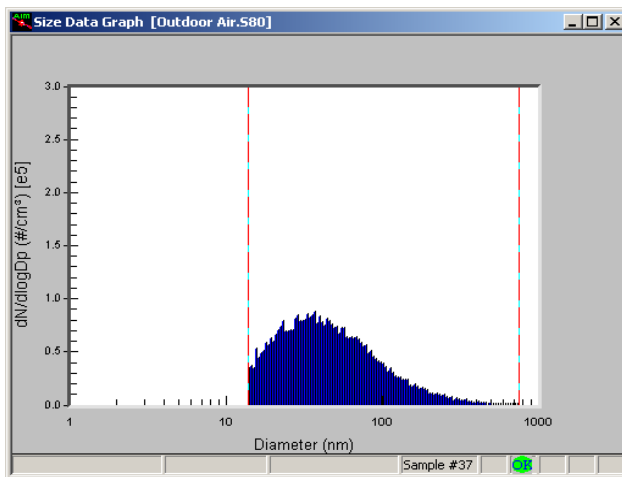 AIM
Size Data Graph [Outdoor Air.S80]
3.0
2.5
2.0
1.5
1.0
0.5
0.0
dN/dlogDp (#/cm³) [e5]
1 10 100 1000
Diameter (nm)
Sample #37 OK